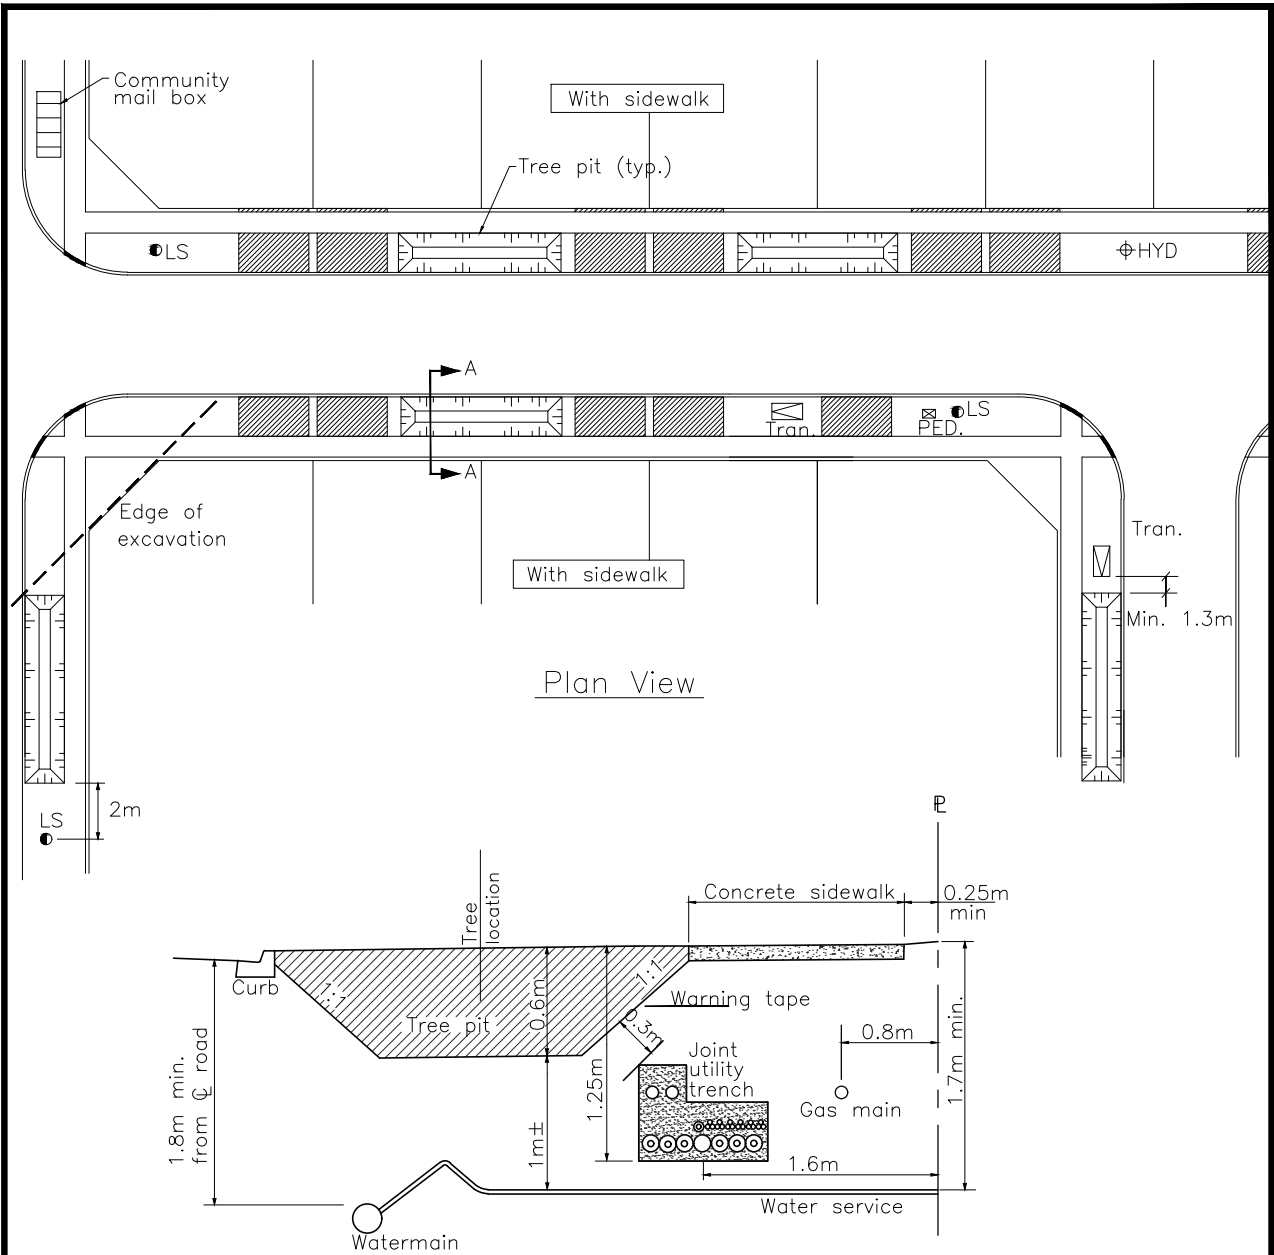 Community
mail box
With sidewalk
Tree pit (typ.)
LS
HYD
A
LS
Tran.
PED.
A
Edge of
excavation
Tran.
With sidewalk
Min. 1.3m
Plan View
2m
LS
℄
Tree
location
Concrete sidewalk
0.25m
min
Curb
1:1
1:1
Tree pit
0.6m
Warning tape
0.3m
0.8m
Joint
utility
trench
Gas main
1.8m min.
from ℄ road
1m±
1.25m
1.7m min.
1.6m
Water service
Watermain